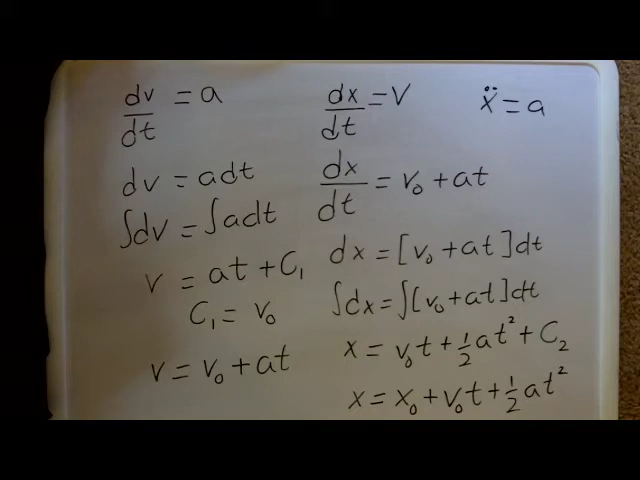 dv/dt = a
dv = adt
∫dv = ∫adt
v = at + C₁
C₁ = v₀
v = v₀ + at
dx/dt = v
dx/dt = v₀ + at
dx = [v₀ + at]dt
∫dx = ∫[v₀ + at]dt
x = v₀t + ½at² + C₂
x = x₀ + v₀t + ½at²
ẍ = a